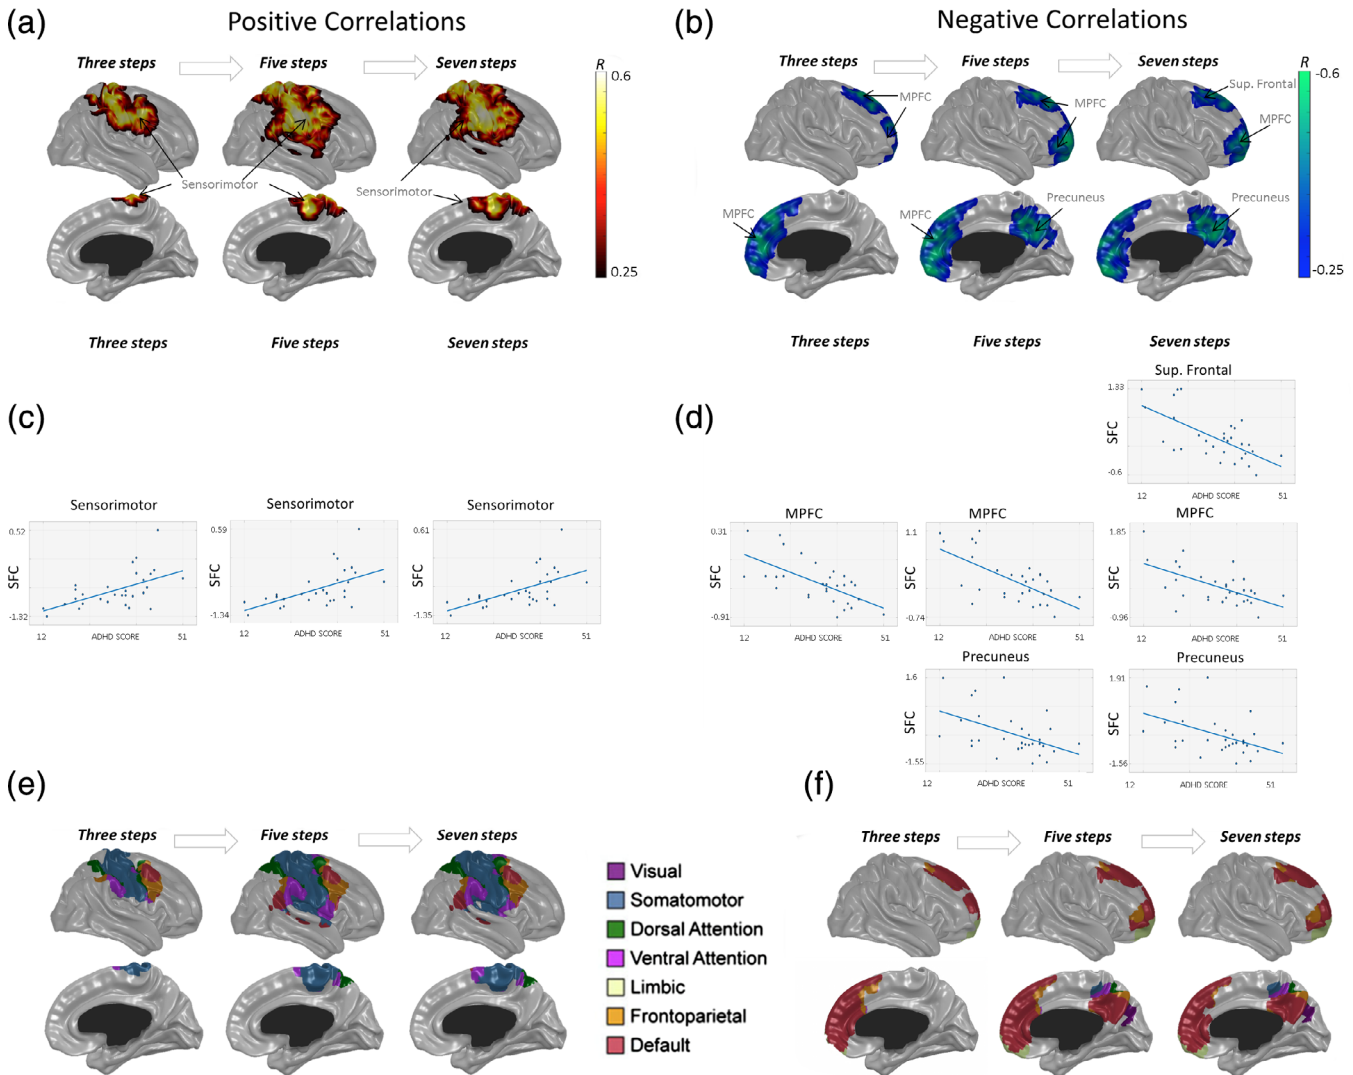 (a) Positive Correlations
Three steps Five steps Seven steps
R
0.6
Sensorimotor
Sensorimotor
0.25
(b) Negative Correlations
Three steps Five steps Seven steps
R
-0.6
MPFC
MPFC
Sup. Frontal
MPFC
MPFC
MPFC
Precuneus
Precuneus
-0.25
Three steps Five steps Seven steps
Three steps Five steps Seven steps
(c)
Sensorimotor
0.52
SFC
-1.32
12 ADHD SCORE 51
Sensorimotor
0.59
SFC
-1.34
12 ADHD SCORE 51
Sensorimotor
0.61
SFC
-1.35
12 ADHD SCORE 51
(d)
Sup. Frontal
1.33
SFC
-0.6
12 ADHD SCORE 51
MPFC
0.31
SFC
-0.91
12 ADHD SCORE 51
MPFC
1.1
SFC
-0.74
12 ADHD SCORE 51
MPFC
1.85
SFC
-0.96
12 ADHD SCORE 51
Precuneus
1.6
SFC
-1.55
12 ADHD SCORE 51
Precuneus
1.91
SFC
-1.56
12 ADHD SCORE 51
(e)
Three steps Five steps Seven steps
Visual
Somatomotor
Dorsal Attention
Ventral Attention
Limbic
Frontoparietal
Default
(f)
Three steps Five steps Seven steps